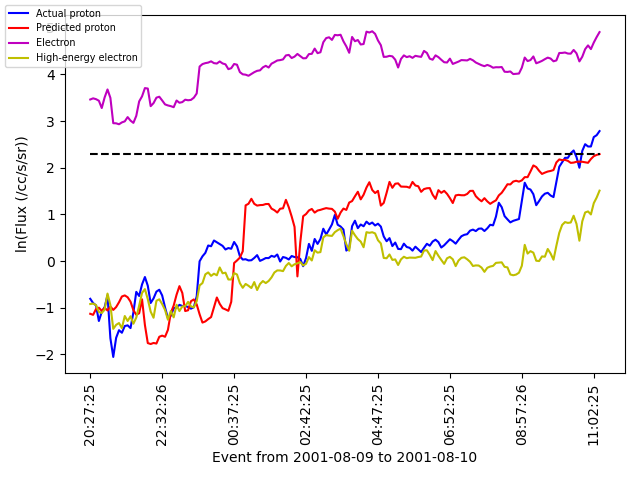 Actual proton
Predicted proton
Electron
High-energy electron
4
3
2
1
0
−1
−2
ln(Flux (/cc/s/sr))
20:27:25
22:32:26
00:37:25
02:42:25
04:47:25
06:52:25
08:57:26
11:02:25
Event from 2001-08-09 to 2001-08-10